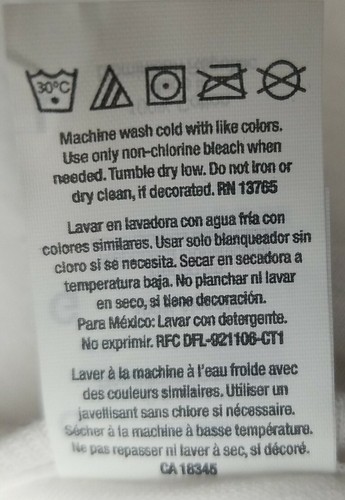 30°C
Machine wash cold with like colors.
Use only non-chlorine bleach when
needed. Tumble dry low. Do not iron or
dry clean, if decorated. RN 13765
Lavar en lavadora con agua fría con
colores similares. Usar solo blanqueador sin
cloro si se necesita. Secar en secadora a
temperatura baja. No planchar ni lavar
en seco, si tiene decoración.
Para México: Lavar con detergente.
No exprimir. RFC DFL-921106-CT1
Laver à la machine à l'eau froide avec
des couleurs similaires. Utiliser un
javellisant sans chlore si nécessaire.
Sécher à la machine à basse température.
Ne pas repasser ni laver à sec, si décoré.
CA 18345